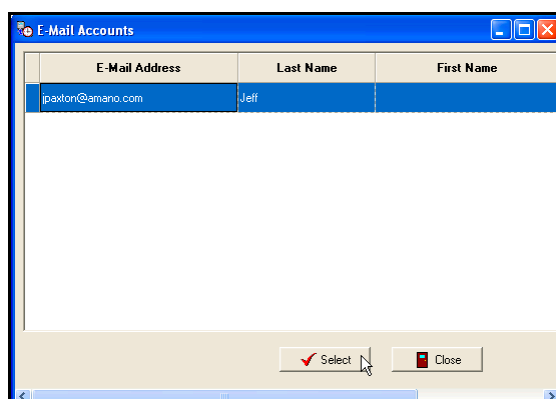 E-Mail Accounts
E-Mail Address Last Name First Name
jpaxton@amano.com Jeff
Select Close